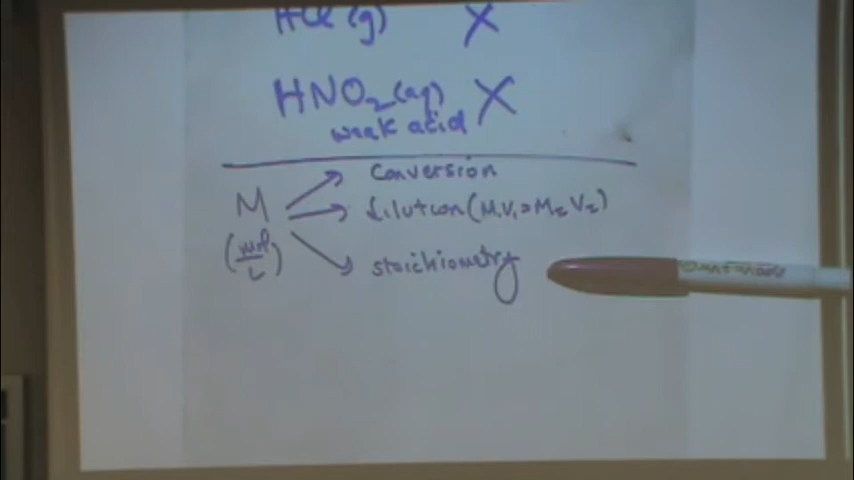 HCl (g) X
HNO2 (aq) X
weak acid
Conversion
M dilution (M1V1=M2V2)
(mol/L)
stoichiometry